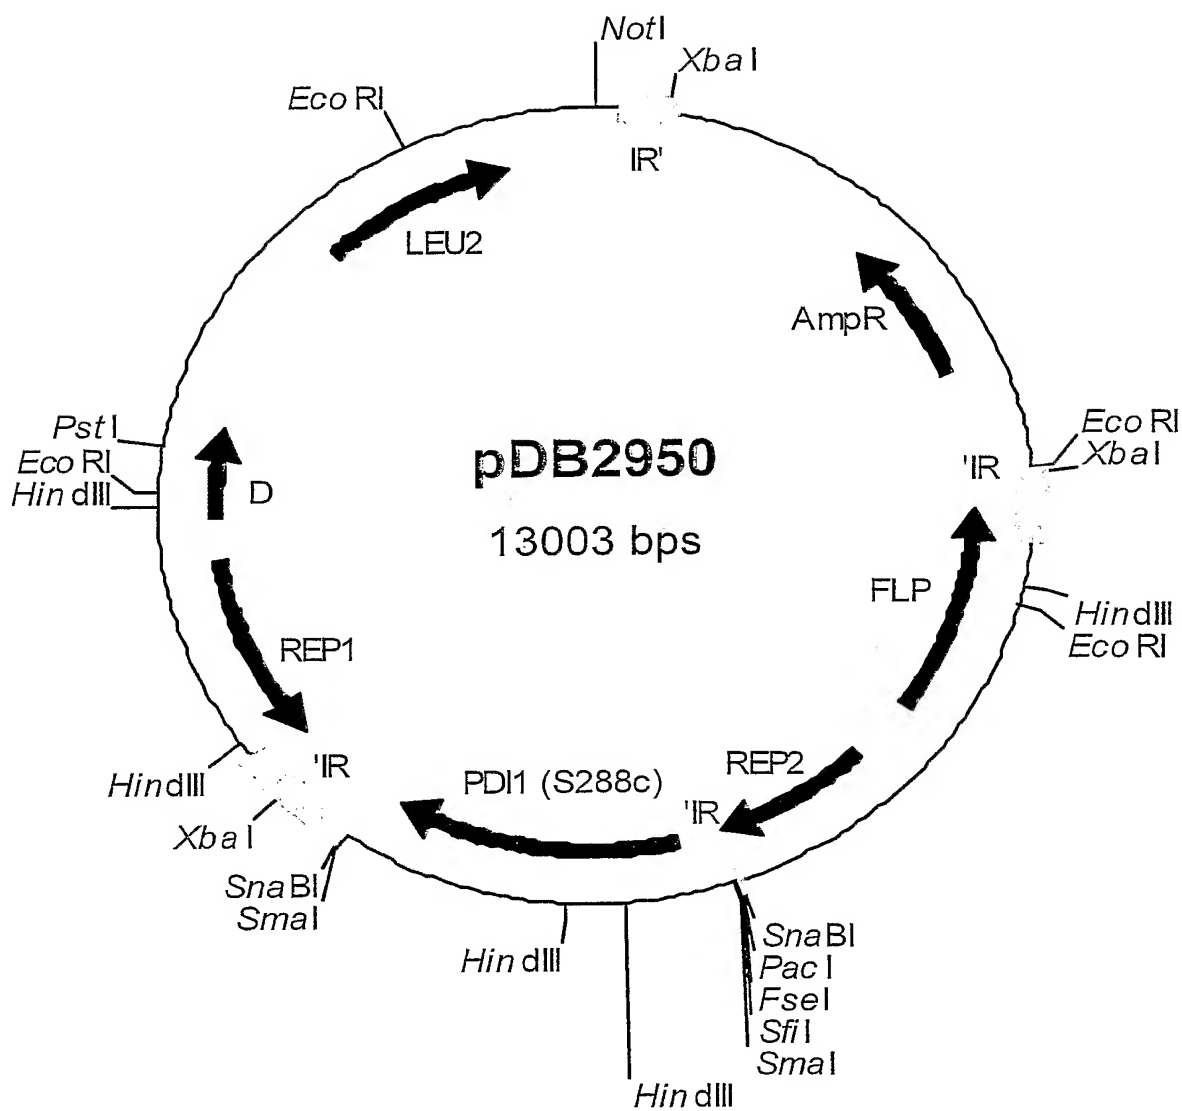 NotI
XbaI
EcoRI
IR'
LEU2
AmpR
PstI
EcoRI
HindIII
D
pDB2950
13003 bps
EcoRI
XbaI
'IR
FLP
HindIII
EcoRI
REP1
REP2
'IR
PDI1 (S288c)
'IR
HindIII
XbaI
SnaBI
SmaI
HindIII
SnaBI
PacI
FseI
SfiI
SmaI
HindIII